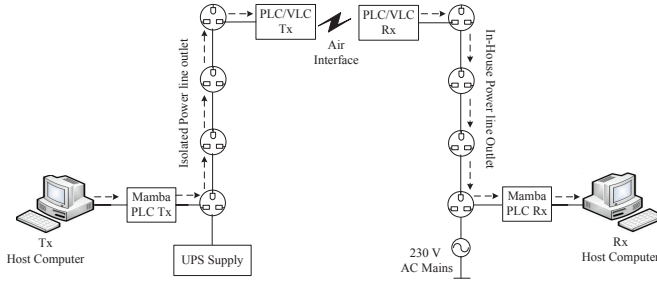 PLC/VLC
Tx
Air
Interface
PLC/VLC
Rx
Isolated Power line outlet
In-House Power line Outlet
Tx
Host Computer
Mamba
PLC Tx
UPS Supply
230 V
AC Mains
Mamba
PLC Rx
Rx
Host Computer